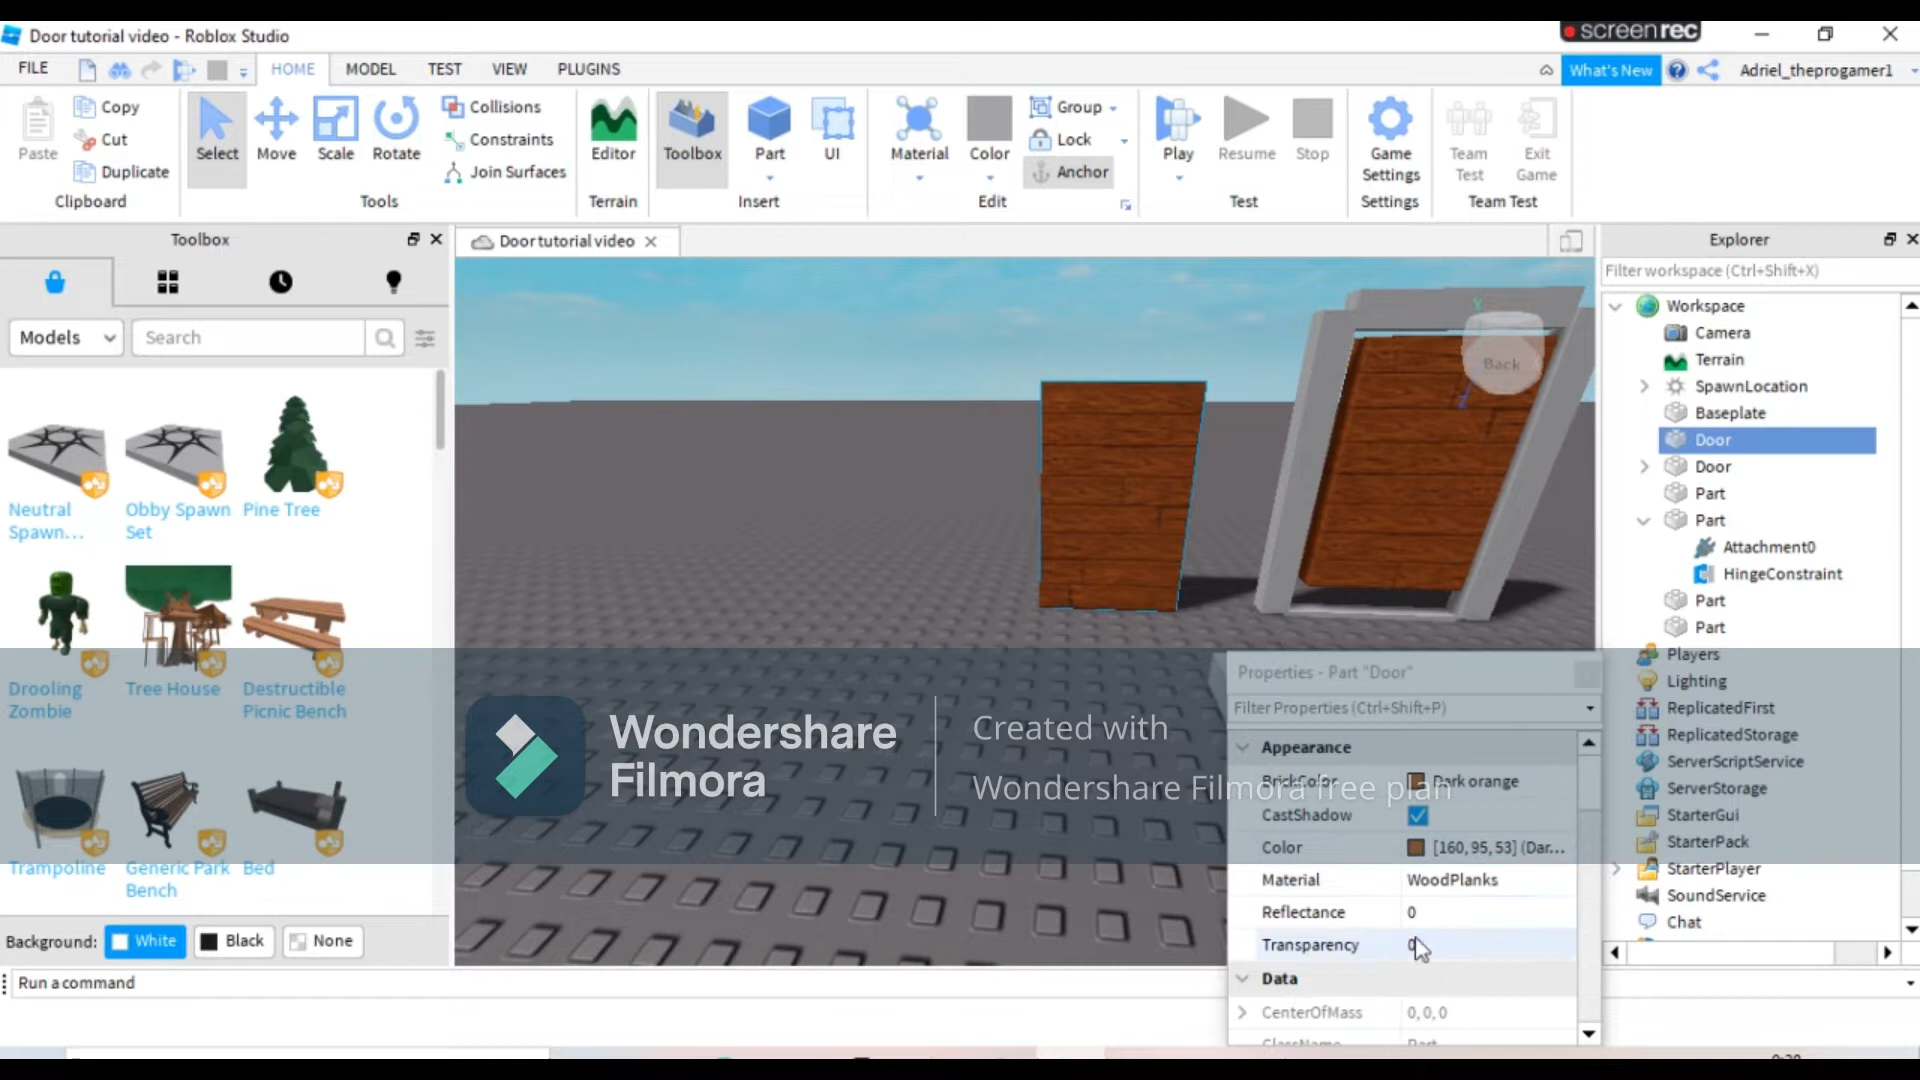 Door tutorial video - Roblox Studio
screenrec
FILE
HOME
MODEL
TEST
VIEW
PLUGINS
What's New
Adriel_theprogamer1
Paste
Copy
Cut
Duplicate
Clipboard
Select
Move
Scale
Rotate
Collisions
Constraints
Join Surfaces
Tools
Editor
Terrain
Toolbox
Part
UI
Insert
Material
Color
Group
Lock
Anchor
Edit
Play
Resume
Stop
Test
Game
Settings
Settings
Team
Test
Exit
Game
Team Test
Toolbox
Door tutorial video
Explorer
Models
Search
Neutral
Spawn...
Obby Spawn
Set
Pine Tree
Drooling
Zombie
Tree House
Destructible
Picnic Bench
Trampoline
Generic Park
Bench
Bed
Background:
White
Black
None
Run a command
Y
Back
Z
Wondershare
Filmora
Created with
Wondershare Filmora free plan
Properties - Part "Door"
Filter Properties (Ctrl+Shift+P)
Appearance
BrickColor Dark orange
CastShadow
Color [160, 95, 53] (Dar...
Material WoodPlanks
Reflectance 0
Transparency 0
Data
CenterOfMass 0, 0, 0
ClassName Part
Filter workspace (Ctrl+Shift+X)
Workspace
Camera
Terrain
SpawnLocation
Baseplate
Door
Door
Part
Part
Attachment0
HingeConstraint
Part
Part
Players
Lighting
ReplicatedFirst
ReplicatedStorage
ServerScriptService
ServerStorage
StarterGui
StarterPack
StarterPlayer
SoundService
Chat